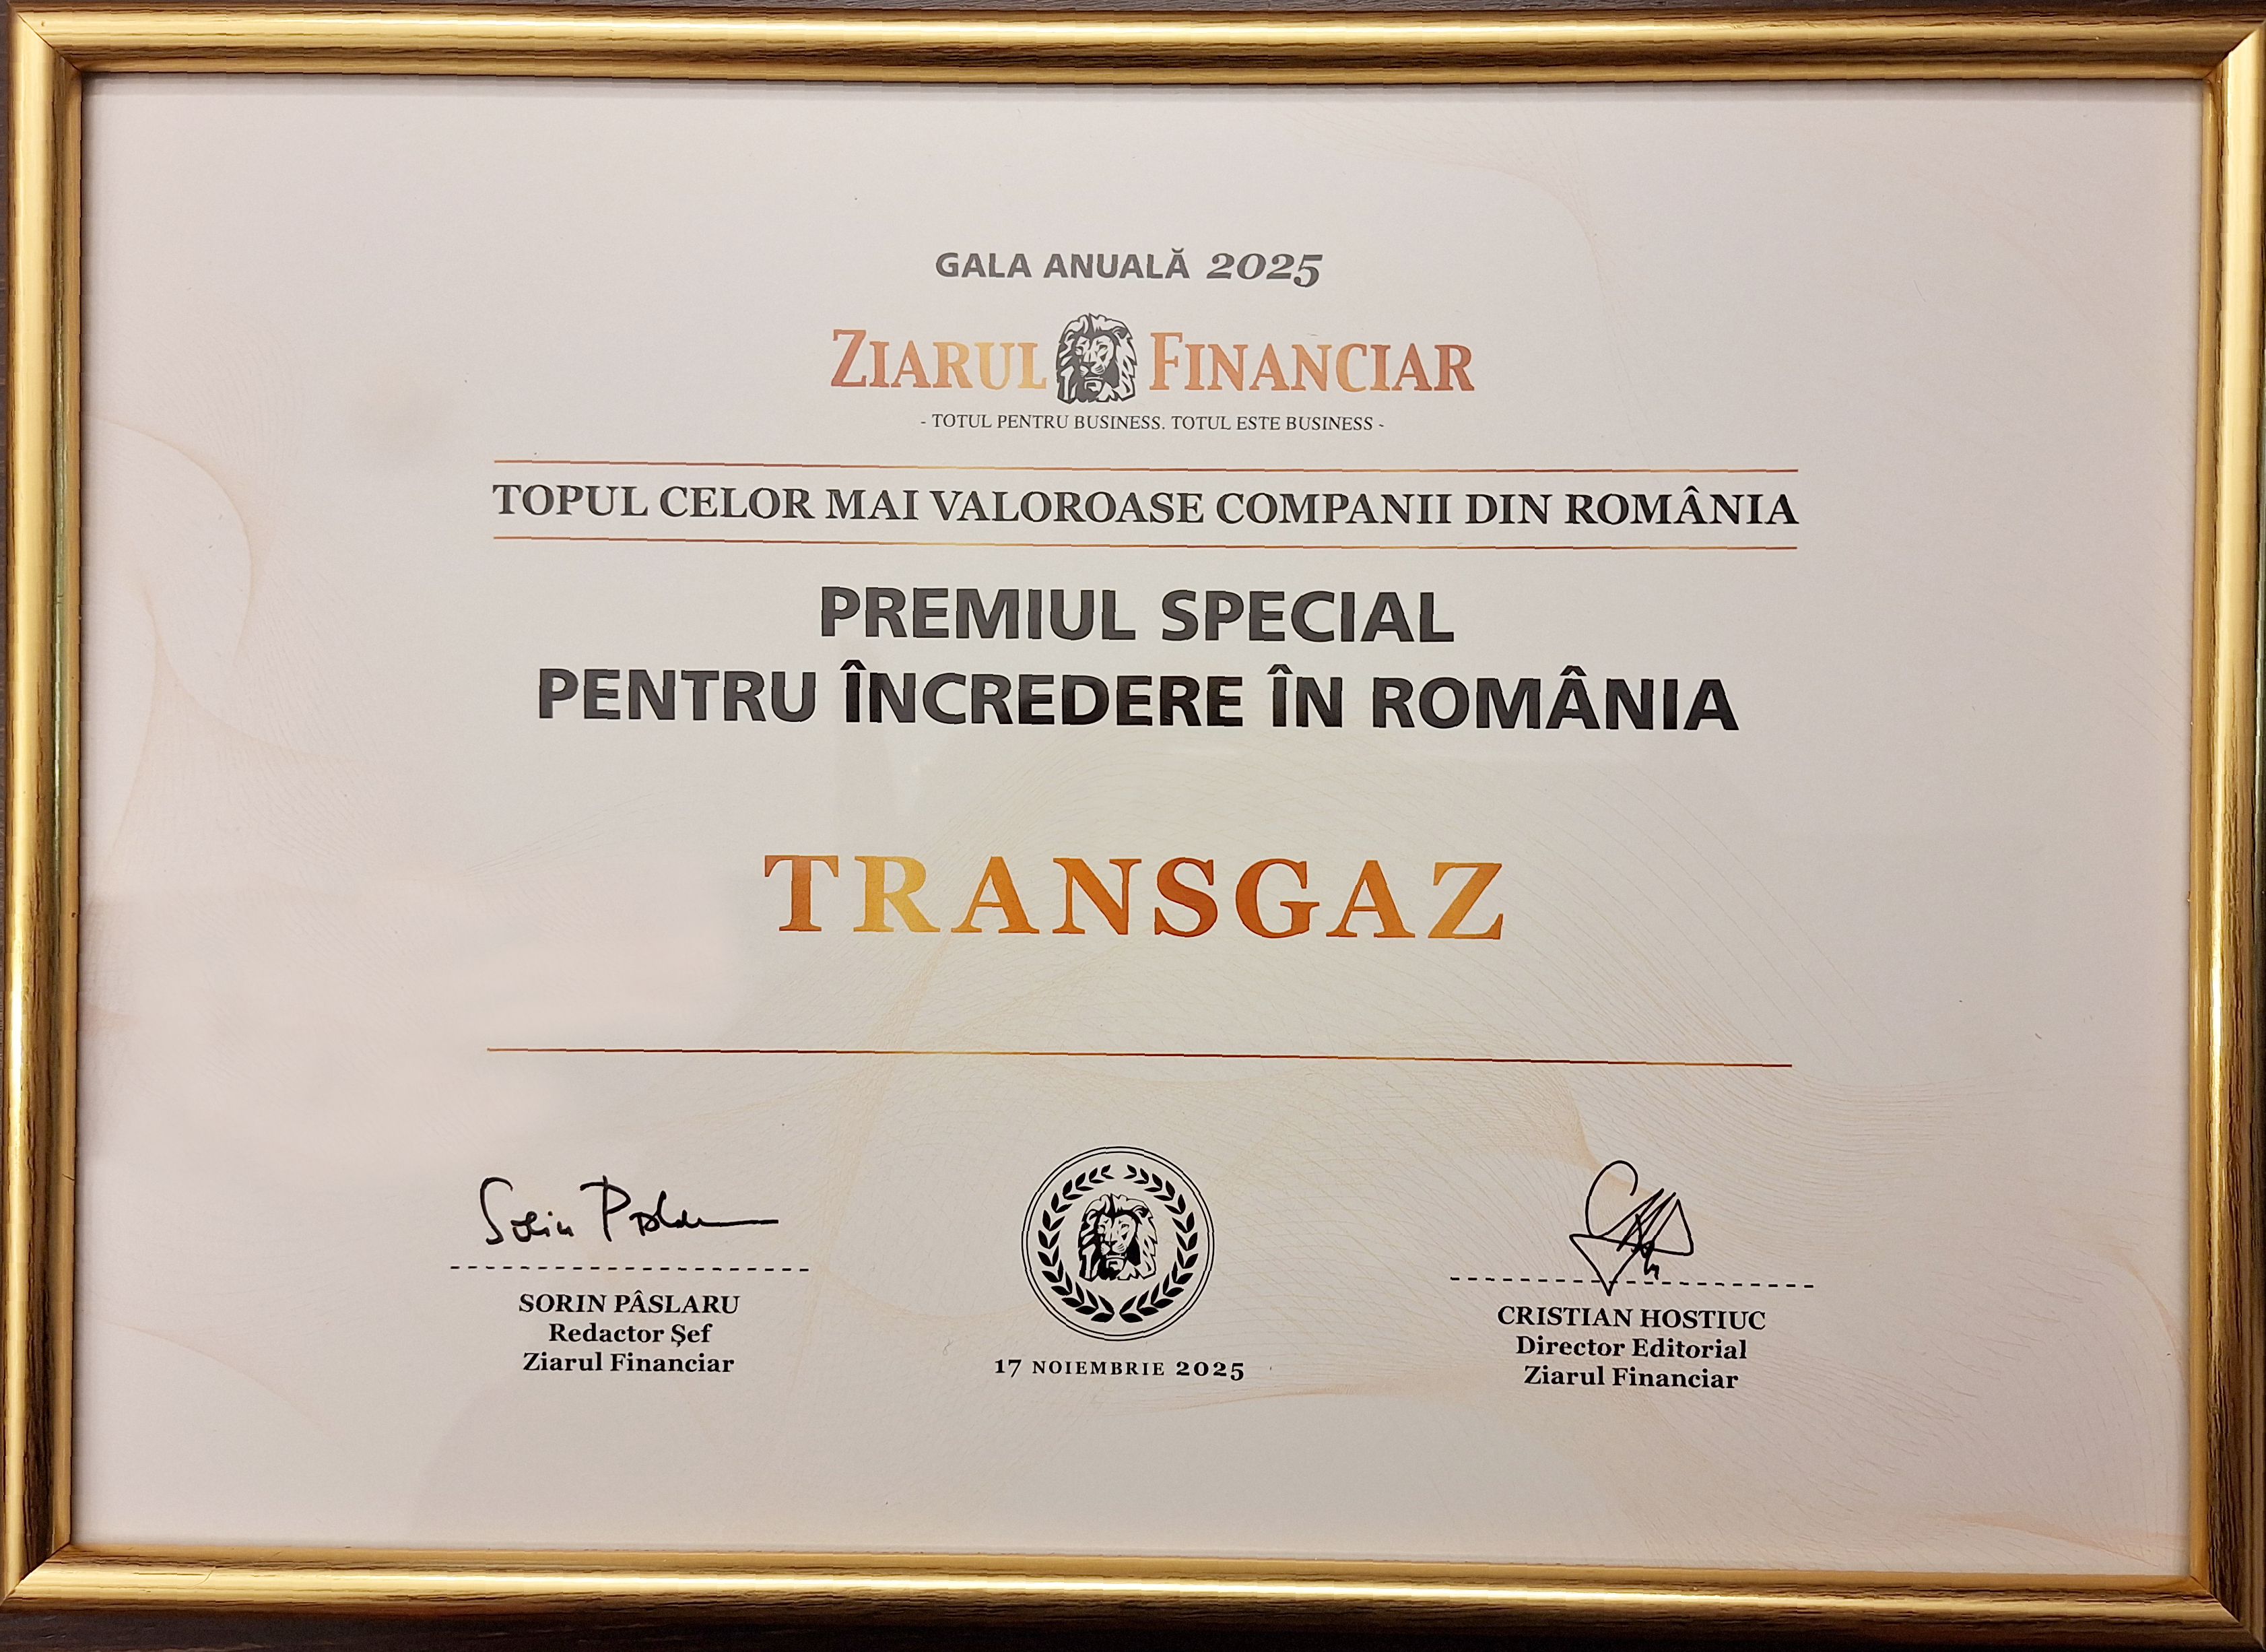 GALA ANUALĂ 2025
ZIARUL FINANCIAR
- TOTUL PENTRU BUSINESS. TOTUL ESTE BUSINESS -
TOPUL CELOR MAI VALOROASE COMPANII DIN ROMÂNIA
PREMIUL SPECIAL
PENTRU ÎNCREDERE ÎN ROMÂNIA
TRANSGAZ
SORIN PÂSLARU
Redactor Șef
Ziarul Financiar
17 NOIEMBRIE 2025
CRISTIAN HOSTIUC
Director Editorial
Ziarul Financiar